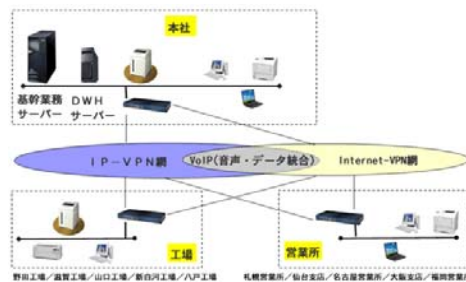 本社
基幹業務 DWH
サーバー サーバー
IP-VPN網
VoIP(音声・データ統合)
Internet-VPN網
工場
営業所
野田工場／滋賀工場／山口工場／新白河工場／八戸工場
札幌営業所／仙台支店／名古屋営業所／大阪支店／福岡営業